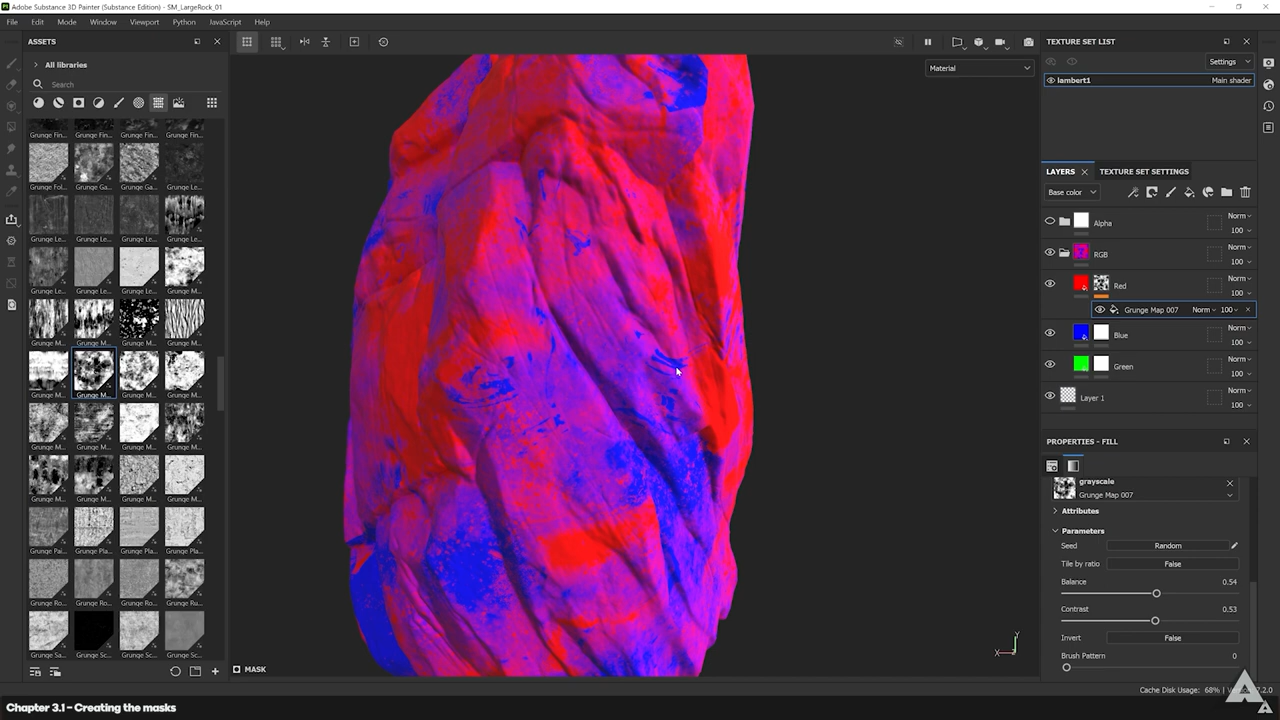 Adobe Substance 3D Painter (Substance Edition) - SM_LargeRock_01
File Edit Mode Window Viewport Python JavaScript Help
ASSETS
All libraries
Search
Grunge Fin... Grunge Fin... Grunge Fin... Grunge Fin...
Grunge Fol... Grunge Ga... Grunge Ga... Grunge Le...
Grunge Le... Grunge Le... Grunge Le... Grunge Le...
Grunge Le... Grunge Le... Grunge Le... Grunge M...
Grunge M... Grunge M... Grunge M... Grunge M...
Grunge M... Grunge M... Grunge M... Grunge M...
Grunge M... Grunge M... Grunge M... Grunge M...
Grunge M... Grunge M... Grunge M... Grunge M...
Grunge Pai... Grunge Pla... Grunge Pla... Grunge Pla...
Grunge Ro... Grunge Ro... Grunge Ro... Grunge Ru...
Grunge Sa... Grunge Sc... Grunge Sc... Grunge Sc...
Material
Y
X
MASK
TEXTURE SET LIST
Settings
lambert1 Main shader
LAYERS TEXTURE SET SETTINGS
Base color
Alpha Norm 100
RGB Norm 100
Red Norm 100
Grunge Map 007 Norm 100
Blue Norm 100
Green Norm 100
Layer 1 Norm 100
PROPERTIES - FILL
grayscale
Grunge Map 007
Attributes
Parameters
Seed Random
Tile by ratio False
Balance 0.54
Contrast 0.53
Invert False
Brush Pattern 0
Cache Disk Usage: 68%
Chapter 3.1 - Creating the masks